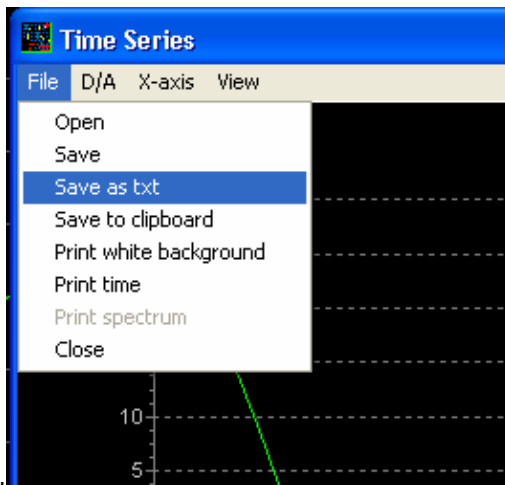 Time Series
File D/A X-axis View
Open
Save
Save as txt
Save to clipboard
Print white background
Print time
Print spectrum
Close
10
5
.